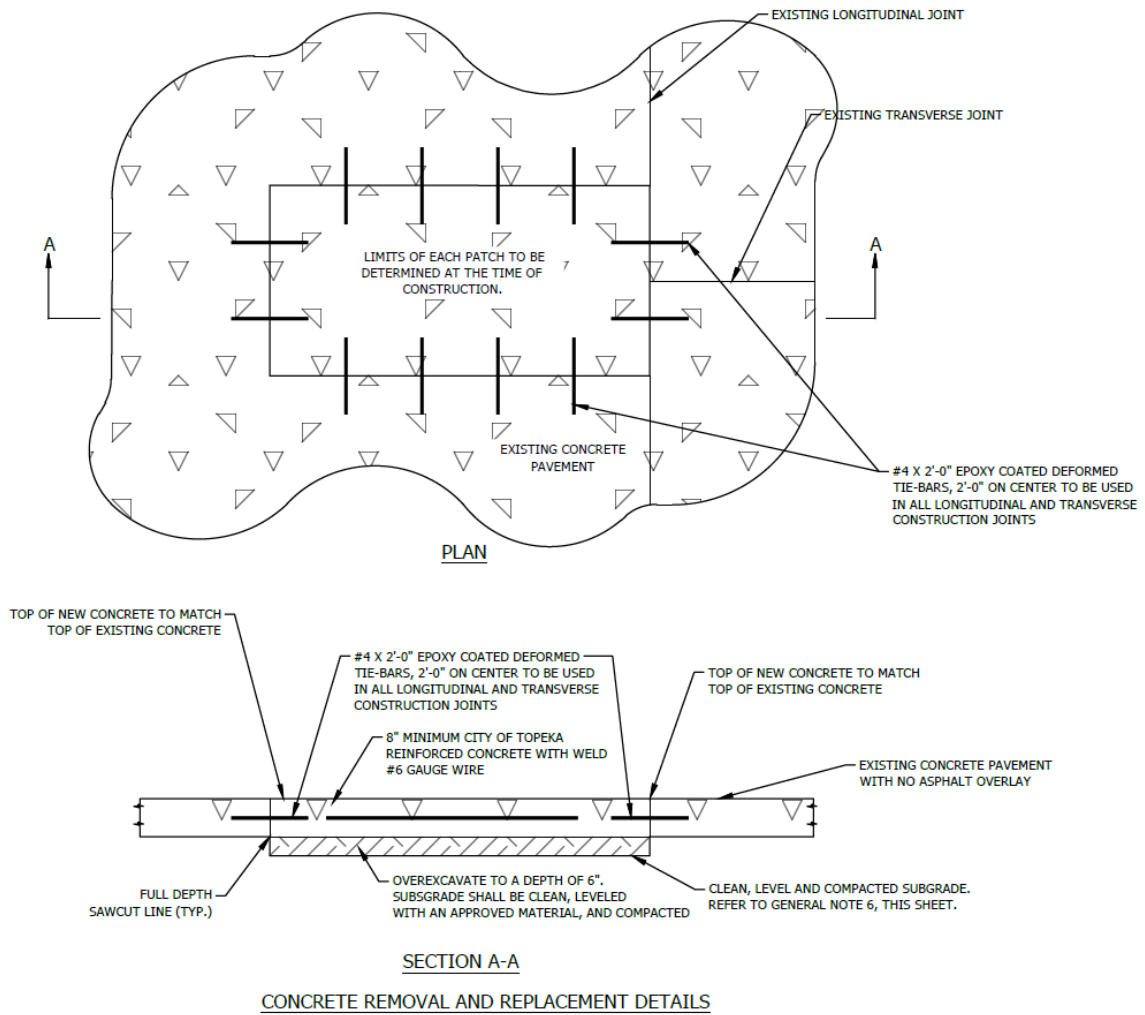 EXISTING LONGITUDINAL JOINT
EXISTING TRANSVERSE JOINT
A
A
LIMITS OF EACH PATCH TO BE
DETERMINED AT THE TIME OF
CONSTRUCTION.
EXISTING CONCRETE
PAVEMENT
#4 X 2'-0" EPOXY COATED DEFORMED
TIE-BARS, 2'-0" ON CENTER TO BE USED
IN ALL LONGITUDINAL AND TRANSVERSE
CONSTRUCTION JOINTS
PLAN
TOP OF NEW CONCRETE TO MATCH
TOP OF EXISTING CONCRETE
#4 X 2'-0" EPOXY COATED DEFORMED
TIE-BARS, 2'-0" ON CENTER TO BE USED
IN ALL LONGITUDINAL AND TRANSVERSE
CONSTRUCTION JOINTS
TOP OF NEW CONCRETE TO MATCH
TOP OF EXISTING CONCRETE
8" MINIMUM CITY OF TOPEKA
REINFORCED CONCRETE WITH WELD
#6 GAUGE WIRE
EXISTING CONCRETE PAVEMENT
WITH NO ASPHALT OVERLAY
FULL DEPTH
SAWCUT LINE (TYP.)
OVEREXCAVATE TO A DEPTH OF 6".
SUBSGRADE SHALL BE CLEAN, LEVELED
WITH AN APPROVED MATERIAL, AND COMPACTED
CLEAN, LEVEL AND COMPACTED SUBGRADE.
REFER TO GENERAL NOTE 6, THIS SHEET.
SECTION A-A
CONCRETE REMOVAL AND REPLACEMENT DETAILS